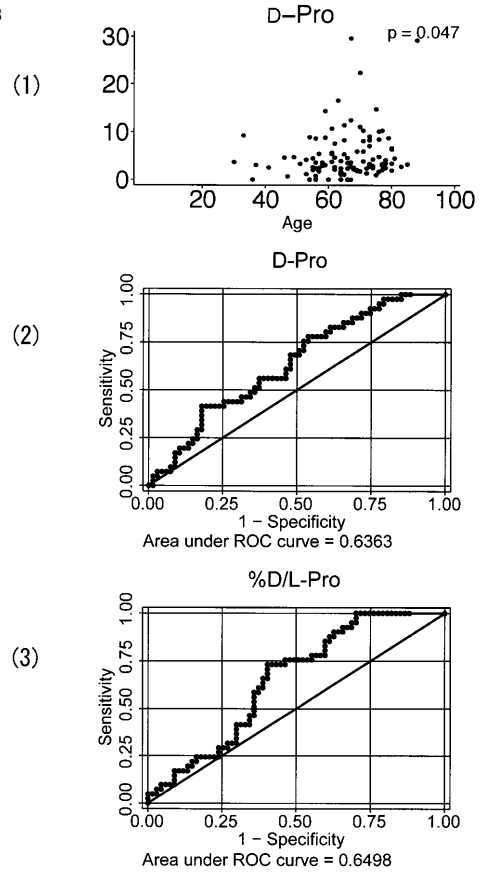 D–Pro
p = 0.047
(1)
30
20
10
0
20 40 60 80 100
Age
D-Pro
(2)
Sensitivity
1.00
0.75
0.50
0.25
0.00
0.00 0.25 0.50 0.75 1.00
1 − Specificity
Area under ROC curve = 0.6363
%D/L-Pro
(3)
Sensitivity
1.00
0.75
0.50
0.25
0.00
0.00 0.25 0.50 0.75 1.00
1 − Specificity
Area under ROC curve = 0.6498